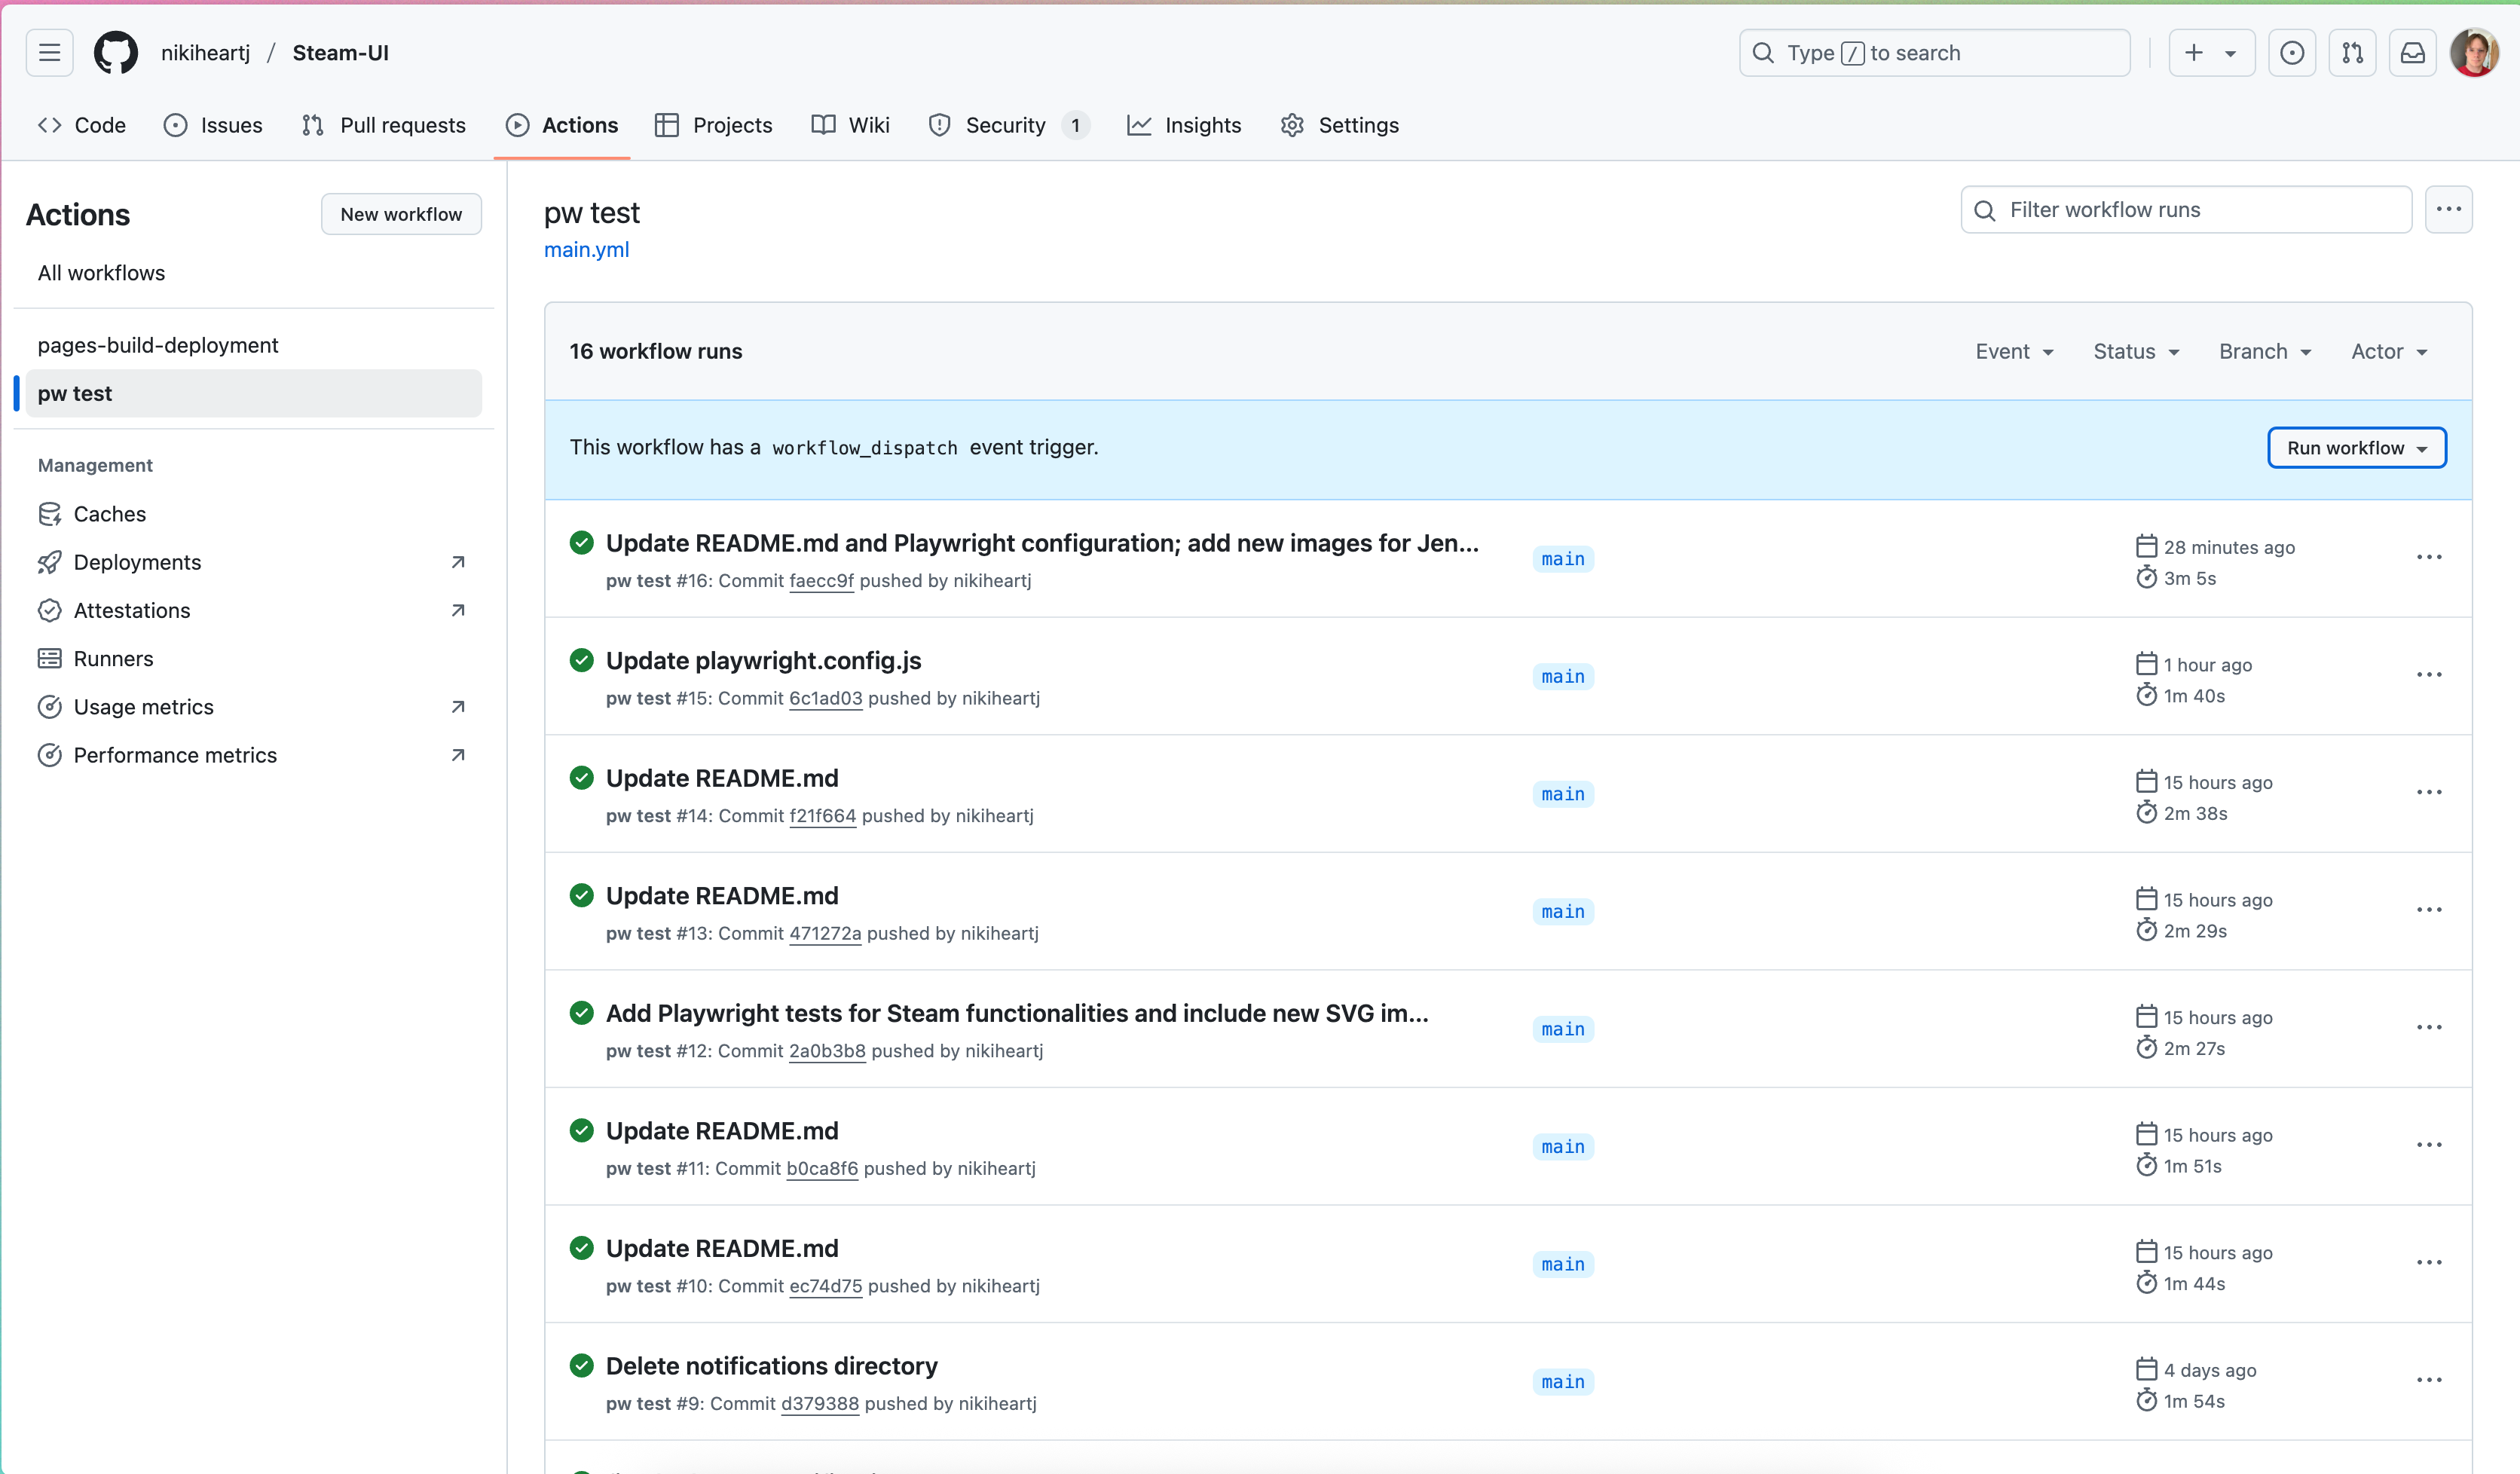 nikiheartj / Steam-UI
Type / to search
Code
Issues
Pull requests
Actions
Projects
Wiki
Security 1
Insights
Settings
Actions
New workflow
All workflows
pages-build-deployment
pw test
Management
Caches
Deployments
Attestations
Runners
Usage metrics
Performance metrics
pw test
main.yml
Filter workflow runs
16 workflow runs
Event
Status
Branch
Actor
This workflow has a workflow_dispatch event trigger.
Run workflow
Update README.md and Playwright configuration; add new images for Jen...
pw test #16: Commit faecc9f pushed by nikiheartj
main
28 minutes ago
3m 5s
Update playwright.config.js
pw test #15: Commit 6c1ad03 pushed by nikiheartj
main
1 hour ago
1m 40s
Update README.md
pw test #14: Commit f21f664 pushed by nikiheartj
main
15 hours ago
2m 38s
Update README.md
pw test #13: Commit 471272a pushed by nikiheartj
main
15 hours ago
2m 29s
Add Playwright tests for Steam functionalities and include new SVG im...
pw test #12: Commit 2a0b3b8 pushed by nikiheartj
main
15 hours ago
2m 27s
Update README.md
pw test #11: Commit b0ca8f6 pushed by nikiheartj
main
15 hours ago
1m 51s
Update README.md
pw test #10: Commit ec74d75 pushed by nikiheartj
main
15 hours ago
1m 44s
Delete notifications directory
pw test #9: Commit d379388 pushed by nikiheartj
main
4 days ago
1m 54s